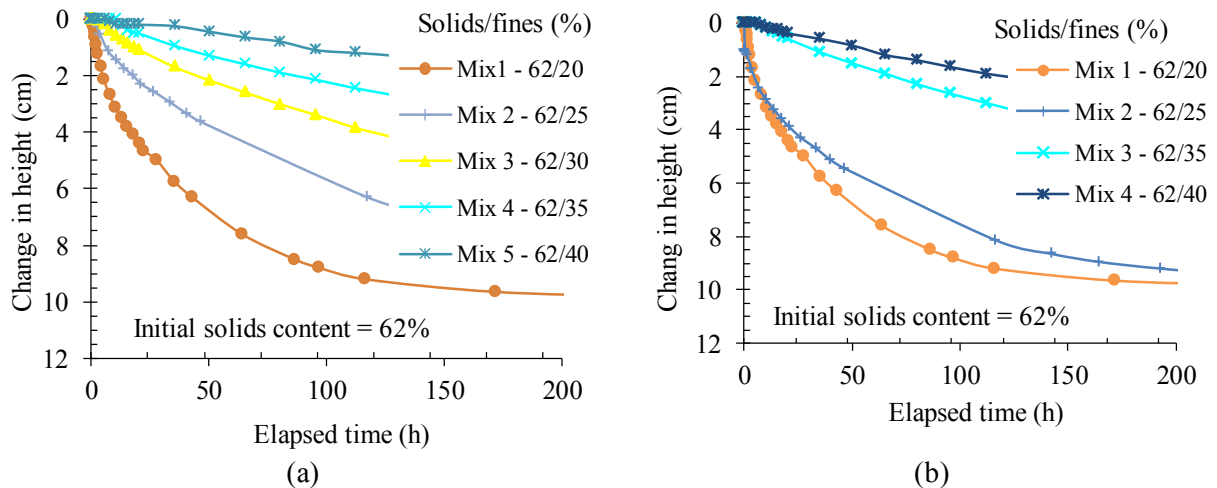 Solids/fines (%)
0
2
4
6
8
10
12
Change in height (cm)
Mix1 - 62/20
Mix 2 - 62/25
Mix 3 - 62/30
Mix 4 - 62/35
Mix 5 - 62/40
Initial solids content = 62%
0 50 100 150 200
Elapsed time (h)
(a)
Solids/fines (%)
0
2
4
6
8
10
12
Chang in height (cm)
Mix 1 - 62/20
Mix 2 - 62/25
Mix 3 - 62/35
Mix 4 - 62/40
Initial solids content = 62%
0 50 100 150 200
Elapsed time (h)
(b)